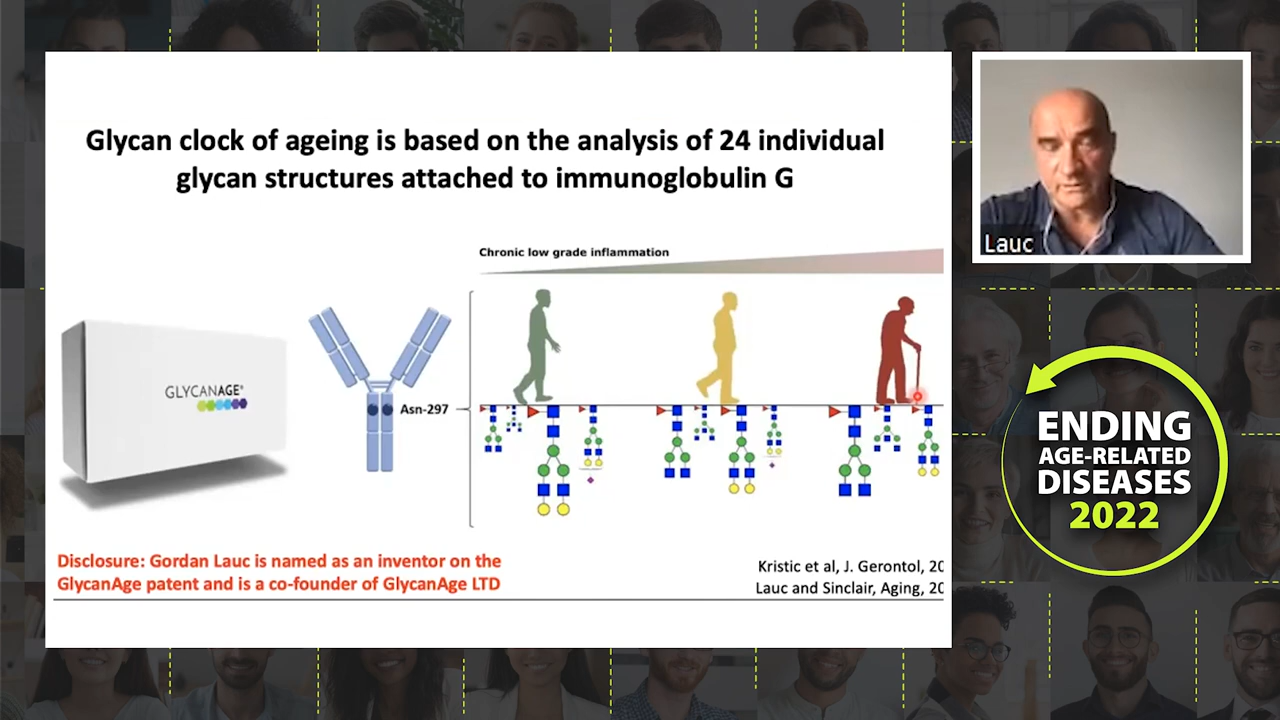 Glycan clock of ageing is based on the analysis of 24 individual
glycan structures attached to immunoglobulin G
Chronic low grade inflammation
GLYCANAGE®
Asn-297
Disclosure: Gordan Lauc is named as an inventor on the
GlycanAge patent and is a co-founder of GlycanAge LTD
Kristic et al, J. Gerontol, 20
Lauc and Sinclair, Aging, 20
Lauc
ENDING
AGE-RELATED
DISEASES
2022